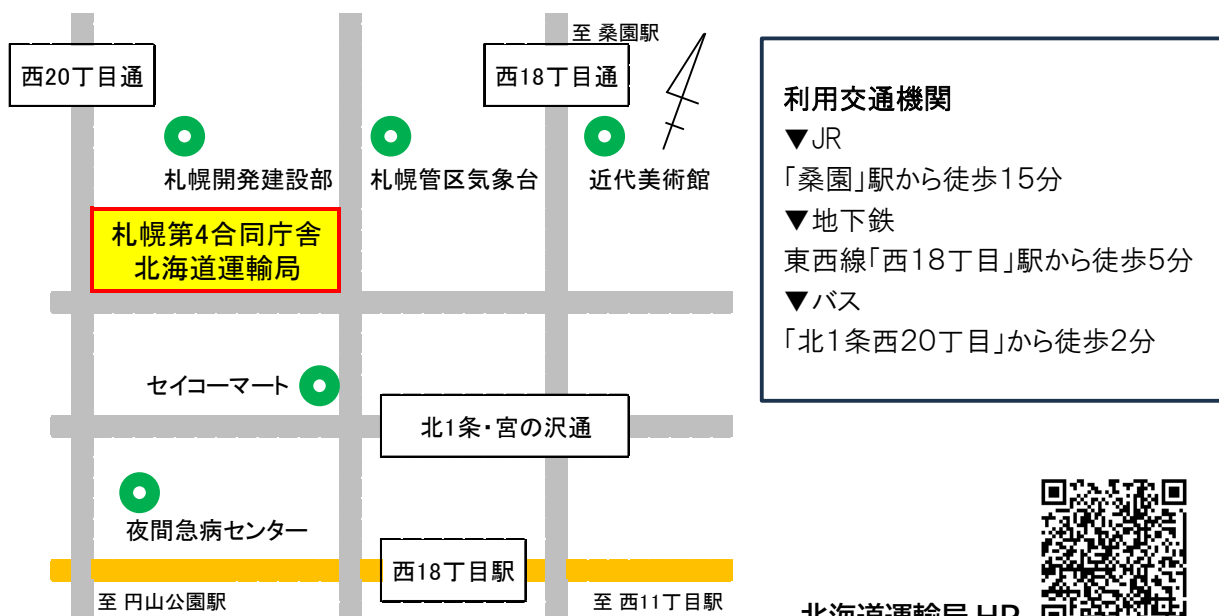 至 桑園駅
西20丁目通
西18丁目通
札幌開発建設部
札幌管区気象台
近代美術館
札幌第4合同庁舎
北海道運輸局
セイコーマート
北1条・宮の沢通
夜間急病センター
西18丁目駅
至 円山公園駅
至 西11丁目駅
利用交通機関
▼JR
「桑園」駅から徒歩15分
▼地下鉄
東西線「西18丁目」駅から徒歩5分
▼バス
「北1条西20丁目」から徒歩2分
北海道運輸局 HP